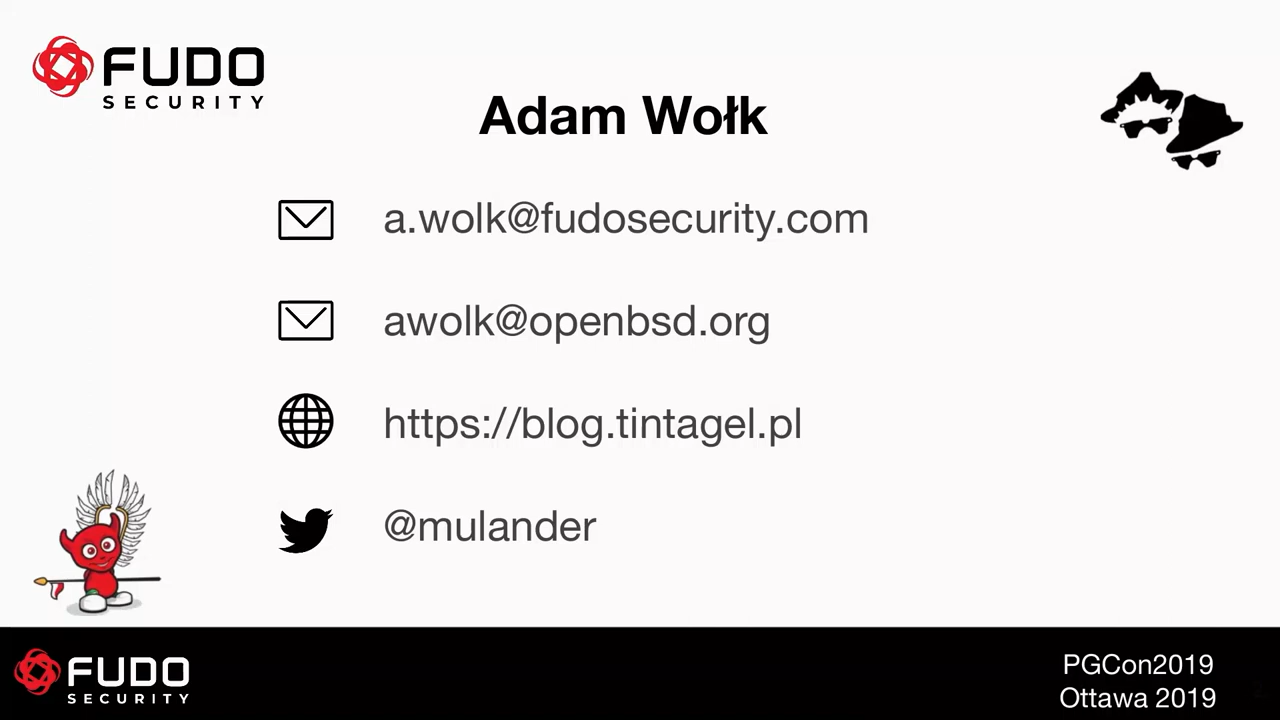 FUDO
SECURITY
Adam Wołk
a.wolk@fudosecurity.com
awolk@openbsd.org
https://blog.tintagel.pl
@mulander
FUDO
SECURITY
PGCon2019
Ottawa 2019